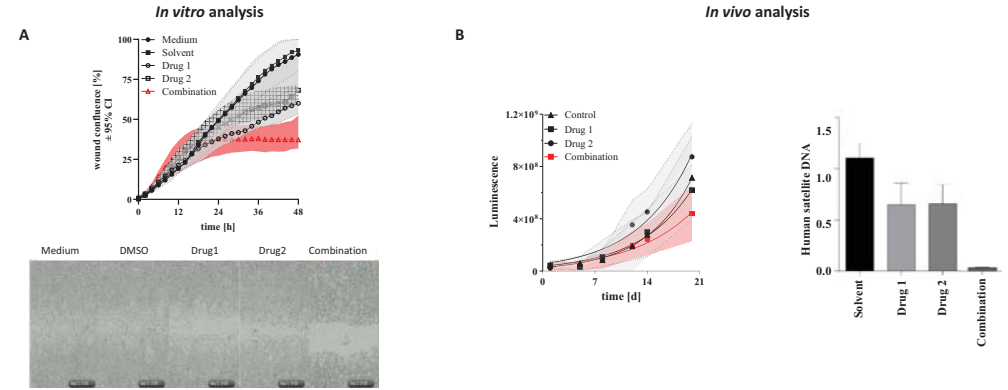 In vitro analysis
In vivo analysis
A
B
Medium
Solvent
Drug 1
Drug 2
Combination
wound confluence [%]
± 95% CI
100
75
50
25
0
0
12
24
36
48
time [h]
Medium
DMSO
Drug1
Drug2
Combination
Control
Drug 1
Drug 2
Combination
Luminescence
1.2×10⁹
8×10⁸
4×10⁸
0
7
14
21
time [d]
Human satellite DNA
1.5
1.0
0.5
0.0
Solvent
Drug 1
Drug 2
Combination